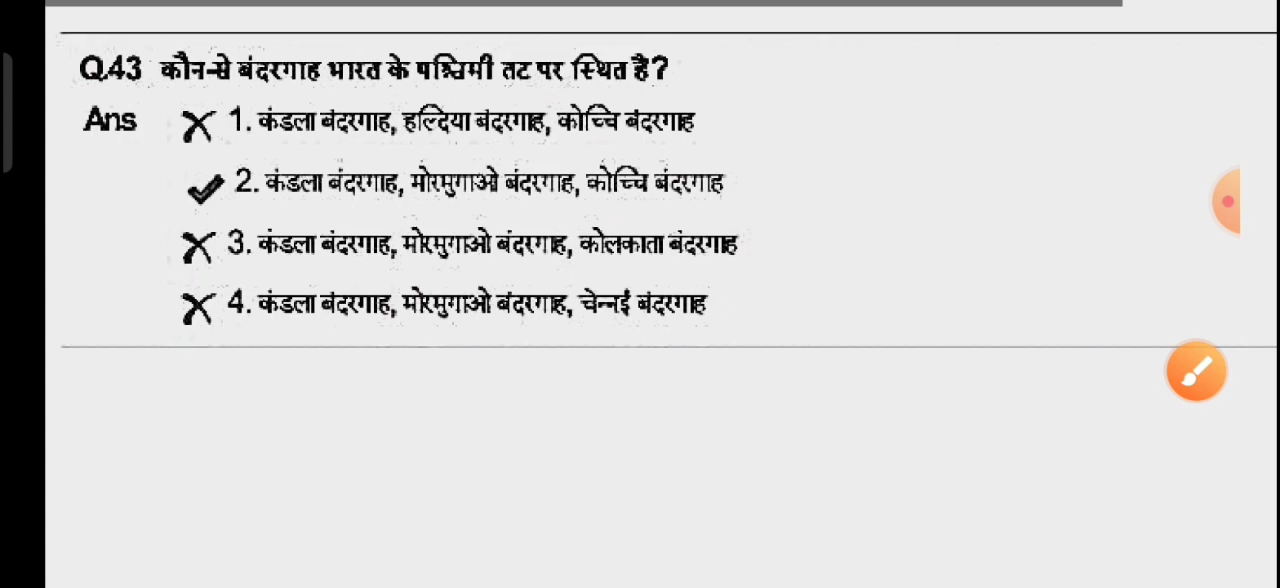 Q.43 कौन-से बंदरगाह भारत के पश्चिमी तट पर स्थित हैं?
Ans 1. कंडला बंदरगाह, हल्दिया बंदरगाह, कोच्चि बंदरगाह
2. कंडला बंदरगाह, मोरमुगाओ बंदरगाह, कोच्चि बंदरगाह
3. कंडला बंदरगाह, मोरमुगाओ बंदरगाह, कोलकाता बंदरगाह
4. कंडला बंदरगाह, मोरमुगाओ बंदरगाह, चेन्नई बंदरगाह